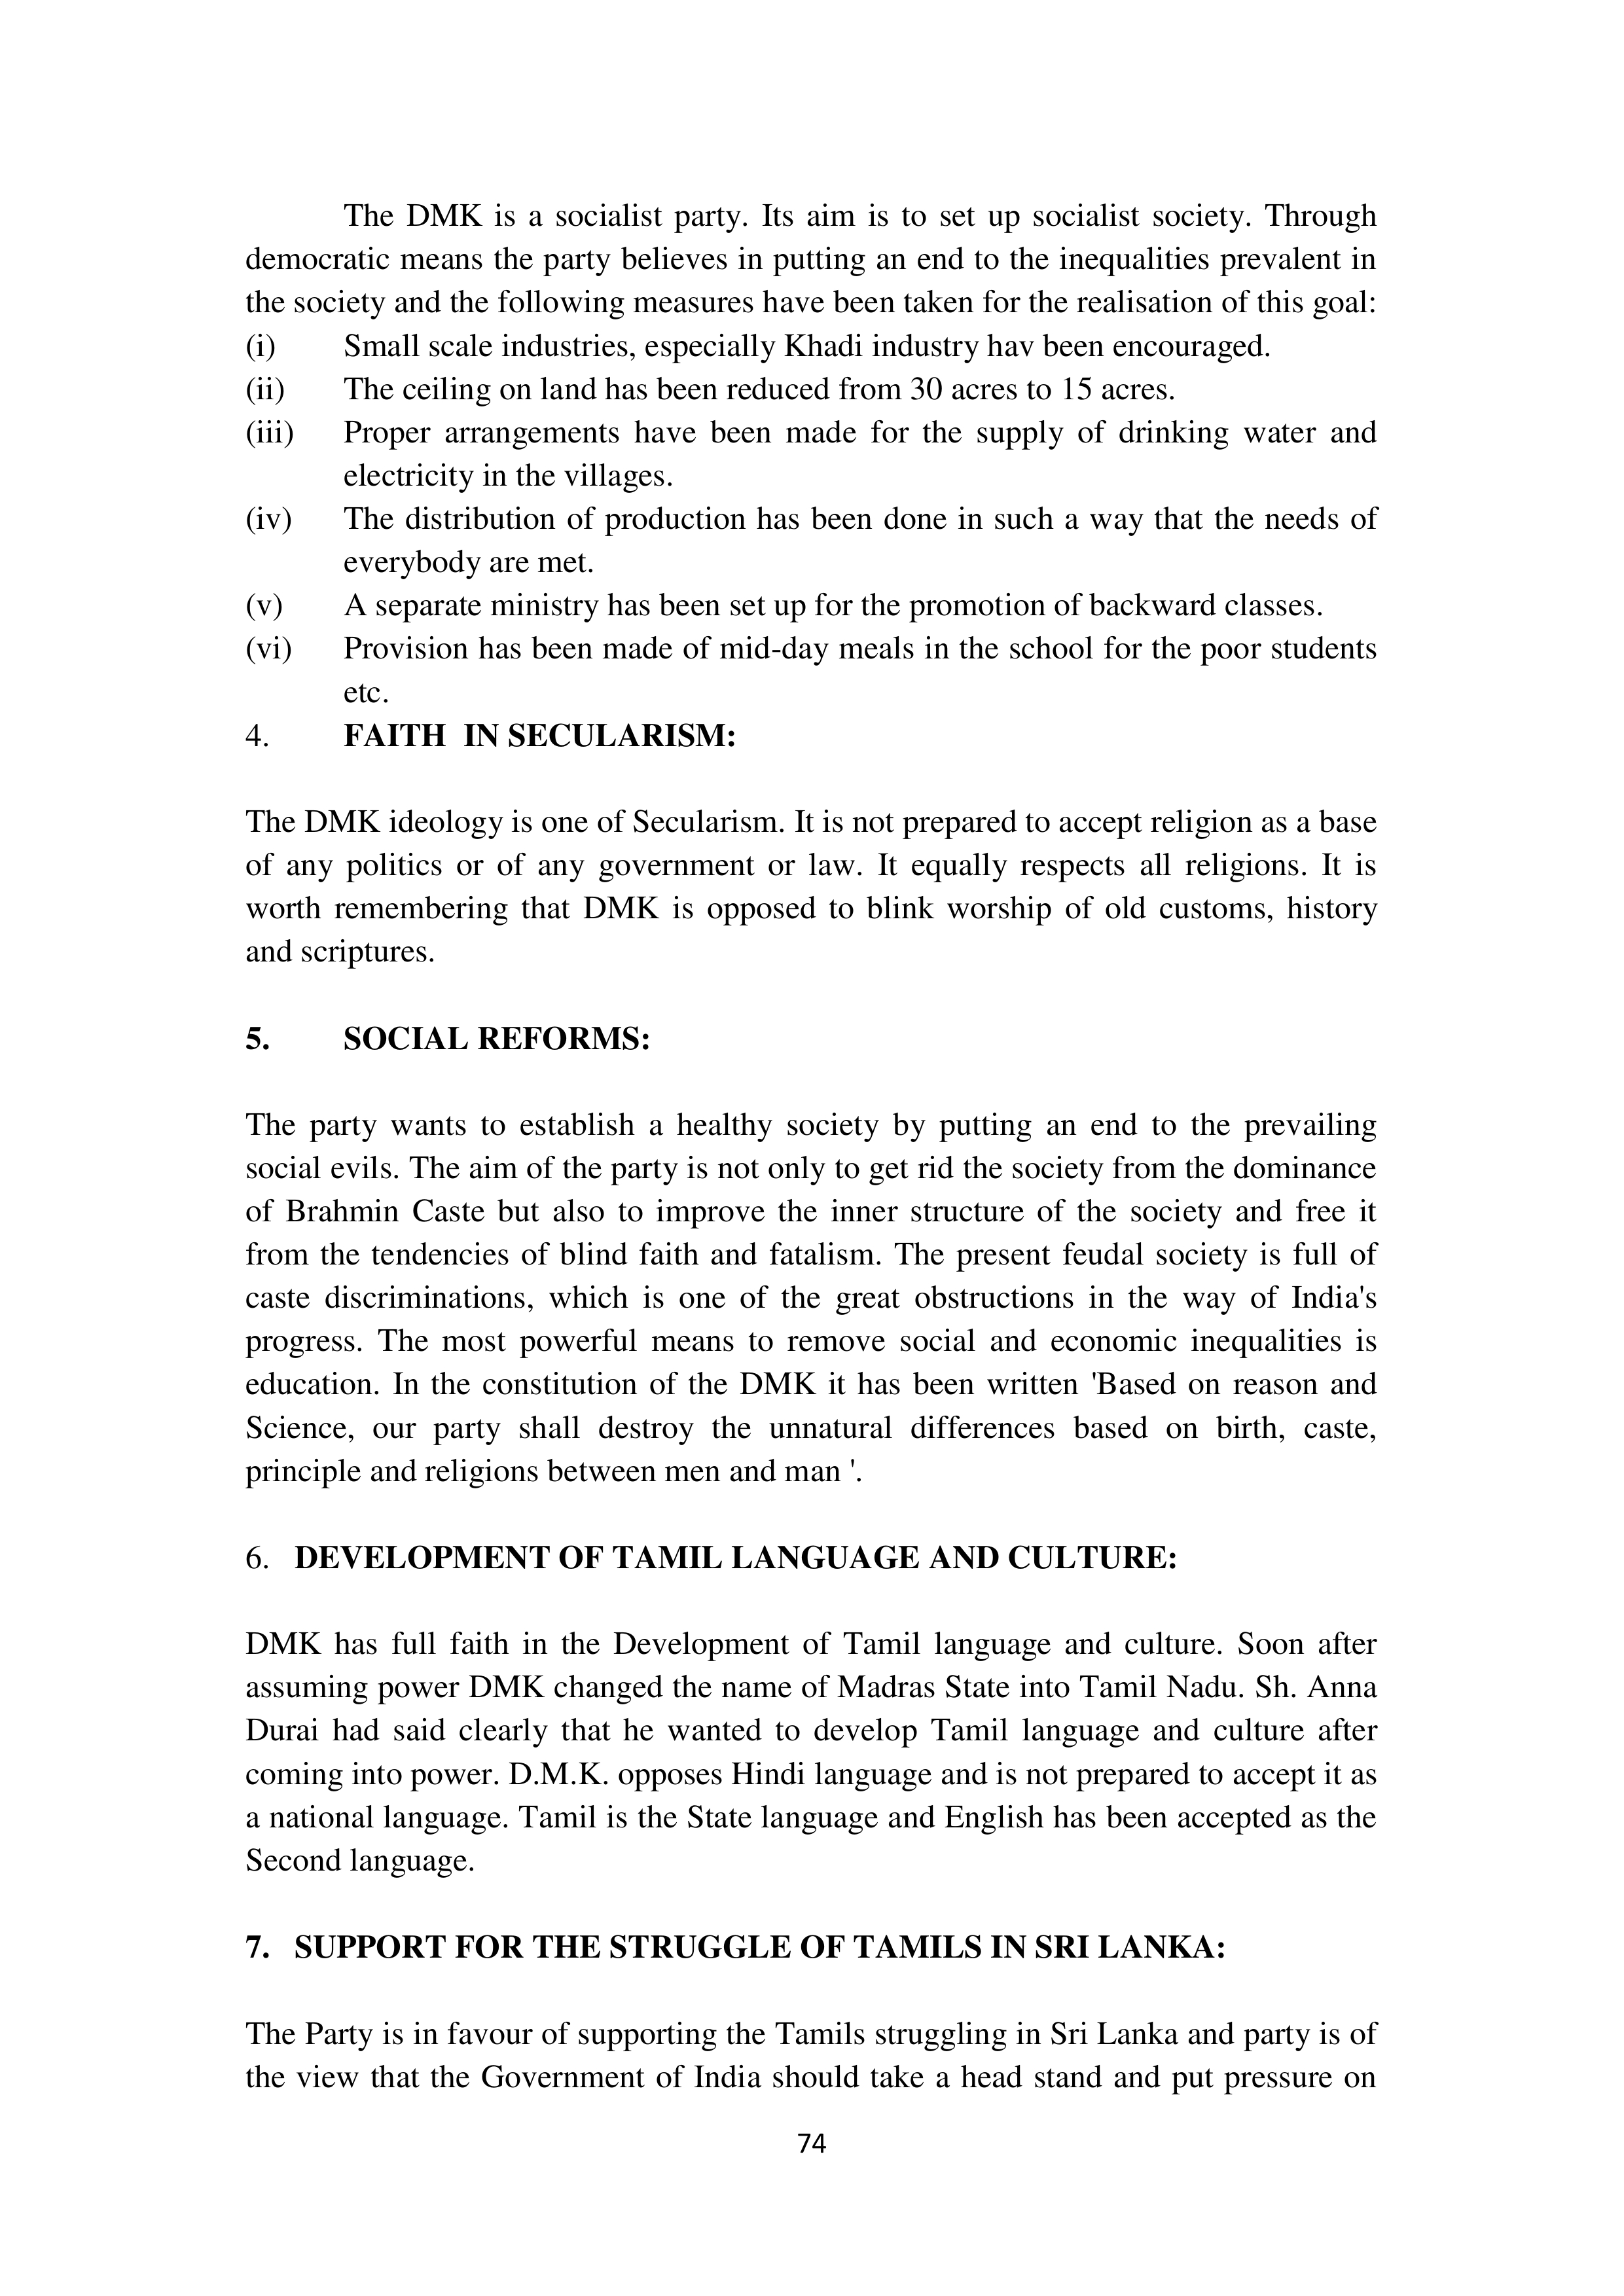 The DMK is a socialist party. Its aim is to set up socialist society. Through
democratic means the party believes in putting an end to the inequalities prevalent in
the society and the following measures have been taken for the realisation of this goal:
(i) Small scale industries, especially Khadi industry hav been encouraged.
(ii) The ceiling on land has been reduced from 30 acres to 15 acres.
(iii) Proper arrangements have been made for the supply of drinking water and
electricity in the villages.
(iv) The distribution of production has been done in such a way that the needs of
everybody are met.
(v) A separate ministry has been set up for the promotion of backward classes.
(vi) Provision has been made of mid-day meals in the school for the poor students
etc.
4. FAITH IN SECULARISM:
The DMK ideology is one of Secularism. It is not prepared to accept religion as a base
of any politics or of any government or law. It equally respects all religions. It is
worth remembering that DMK is opposed to blink worship of old customs, history
and scriptures.
5. SOCIAL REFORMS:
The party wants to establish a healthy society by putting an end to the prevailing
social evils. The aim of the party is not only to get rid the society from the dominance
of Brahmin Caste but also to improve the inner structure of the society and free it
from the tendencies of blind faith and fatalism. The present feudal society is full of
caste discriminations, which is one of the great obstructions in the way of India's
progress. The most powerful means to remove social and economic inequalities is
education. In the constitution of the DMK it has been written 'Based on reason and
Science, our party shall destroy the unnatural differences based on birth, caste,
principle and religions between men and man '.
6. DEVELOPMENT OF TAMIL LANGUAGE AND CULTURE:
DMK has full faith in the Development of Tamil language and culture. Soon after
assuming power DMK changed the name of Madras State into Tamil Nadu. Sh. Anna
Durai had said clearly that he wanted to develop Tamil language and culture after
coming into power. D.M.K. opposes Hindi language and is not prepared to accept it as
a national language. Tamil is the State language and English has been accepted as the
Second language.
7. SUPPORT FOR THE STRUGGLE OF TAMILS IN SRI LANKA:
The Party is in favour of supporting the Tamils struggling in Sri Lanka and party is of
the view that the Government of India should take a head stand and put pressure on
74